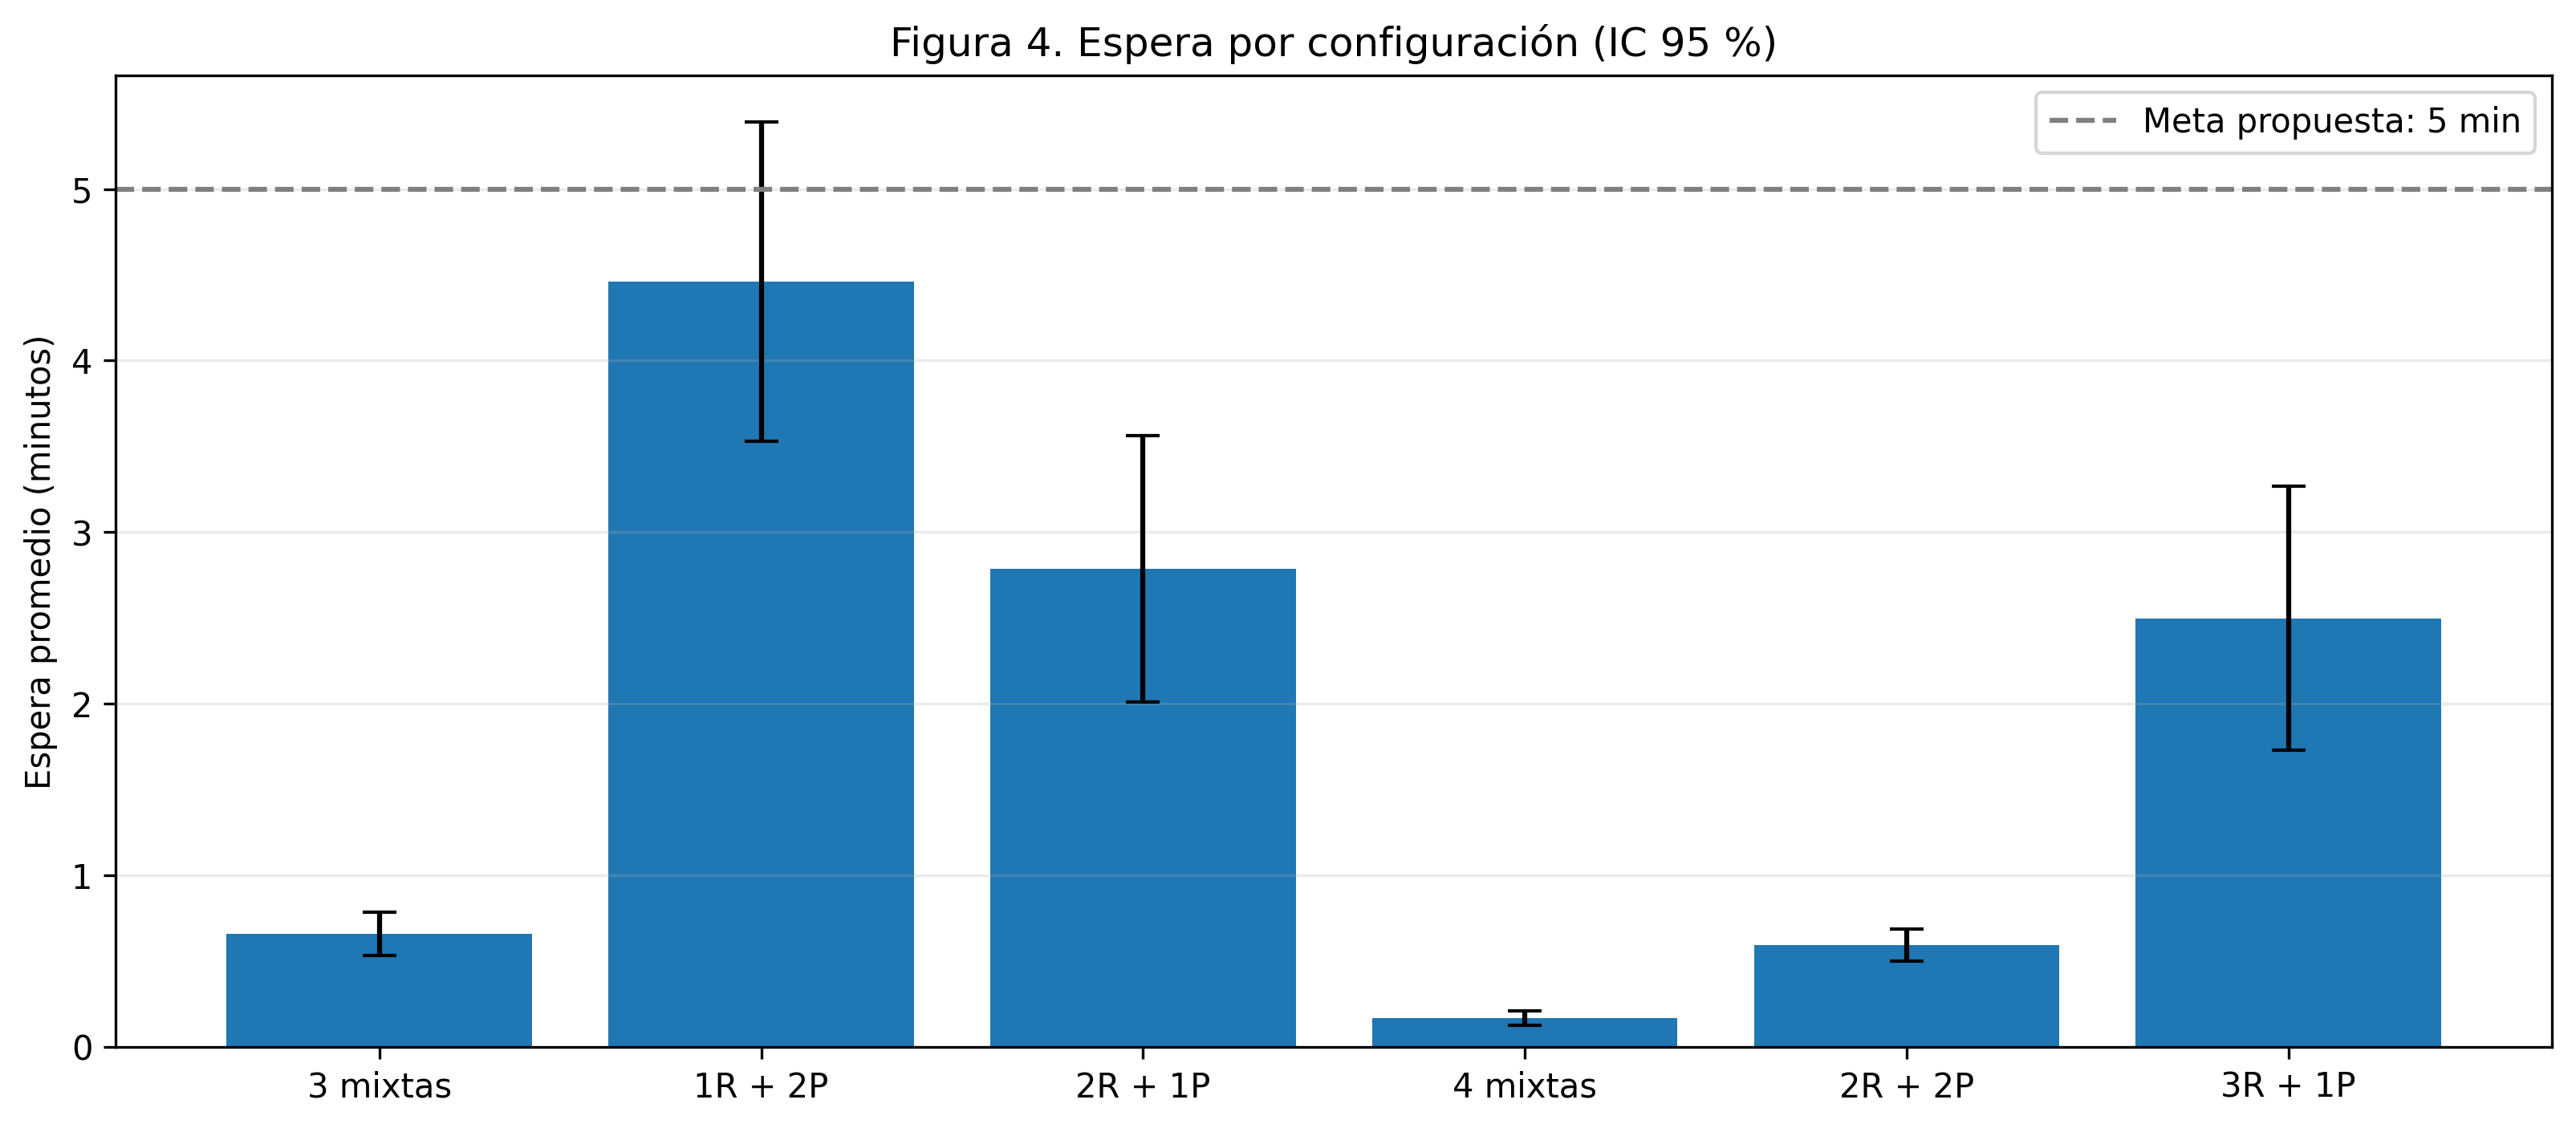 Figura 4. Espera por configuración (IC 95 %)
Meta propuesta: 5 min
Espera promedio (minutos)
5
4
3
2
1
0
3 mixtas
1R + 2P
2R + 1P
4 mixtas
2R + 2P
3R + 1P